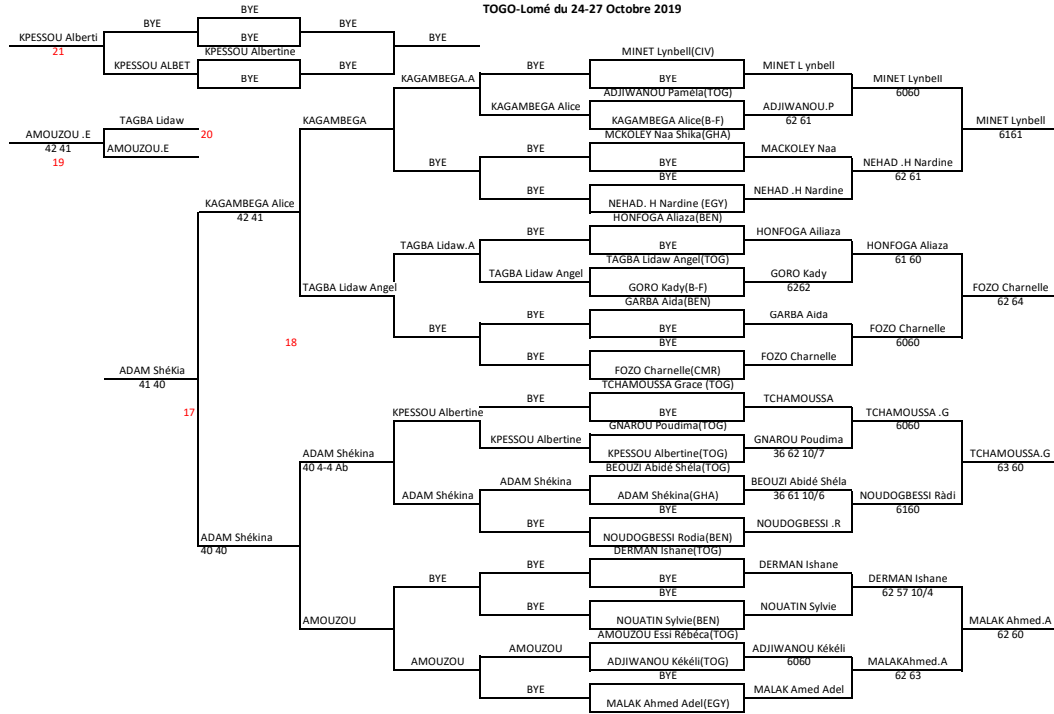 TOGO-Lomé du 24-27 Octobre 2019
BYE
BYE
BYE
KPESSOU Alberti
BYE
BYE
21
KPESSOU Albertine
MINET Lynbell(CIV)
KPESSOU ALBET
BYE
BYE
BYE
MINET L ynbell
KAGAMBEGA.A
BYE
MINET Lynbell
ADJIWANOU Paméla(TOG)
6060
KAGAMBEGA Alice
ADJIWANOU.P
TAGBA Lidaw
KAGAMBEGA
KAGAMBEGA Alice(B-F)
62 61
MINET Lynbell
AMOUZOU .E
20
MCKOLEY Naa Shika(GHA)
6161
42 41
AMOUZOU.E
BYE
BYE
MACKOLEY Naa
19
BYE
NEHAD .H Nardine
BYE
62 61
BYE
NEHAD .H Nardine
KAGAMBEGA Alice
NEHAD. H Nardine (EGY)
42 41
HONFOGA Aliaza(BEN)
BYE
HONFOGA Ailiaza
TAGBA Lidaw.A
BYE
HONFOGA Aliaza
TAGBA Lidaw Angel(TOG)
61 60
TAGBA Lidaw Angel
GORO Kady
TAGBA Lidaw Angel
GORO Kady(B-F)
6262
FOZO Charnelle
GARBA Aida(BEN)
62 64
BYE
GARBA Aida
BYE
BYE
FOZO Charnelle
18
BYE
6060
BYE
FOZO Charnelle
ADAM ShéKia
FOZO Charnelle(CMR)
41 40
TCHAMOUSSA Grace (TOG)
BYE
TCHAMOUSSA
17
KPESSOU Albertine
BYE
TCHAMOUSSA .G
GNAROU Poudima(TOG)
6060
KPESSOU Albertine
GNAROU Poudima
ADAM Shékina
KPESSOU Albertine(TOG)
36 62 10/7
TCHAMOUSSA.G
40 4-4 Ab
BEOUZI Abidé Shéla(TOG)
63 60
ADAM Shékina
BEOUZI Abidé Shéla
ADAM Shékina
ADAM Shékina(GHA)
36 61 10/6
NOUDOGBESSI Ràdi
BYE
6160
BYE
NOUDOGBESSI .R
ADAM Shékina
NOUDOGBESSI Rodia(BEN)
40 40
DERMAN Ishane(TOG)
BYE
DERMAN Ishane
BYE
BYE
DERMAN Ishane
BYE
62 57 10/4
BYE
NOUATIN Sylvie
AMOUZOU
NOUATIN Sylvie(BEN)
MALAK Ahmed.A
AMOUZOU Essi Rébéca(TOG)
62 60
AMOUZOU
ADJIWANOU Kékéli
AMOUZOU
ADJIWANOU Kékéli(TOG)
6060
MALAKAhmed.A
BYE
62 63
BYE
MALAK Amed Adel
MALAK Ahmed Adel(EGY)